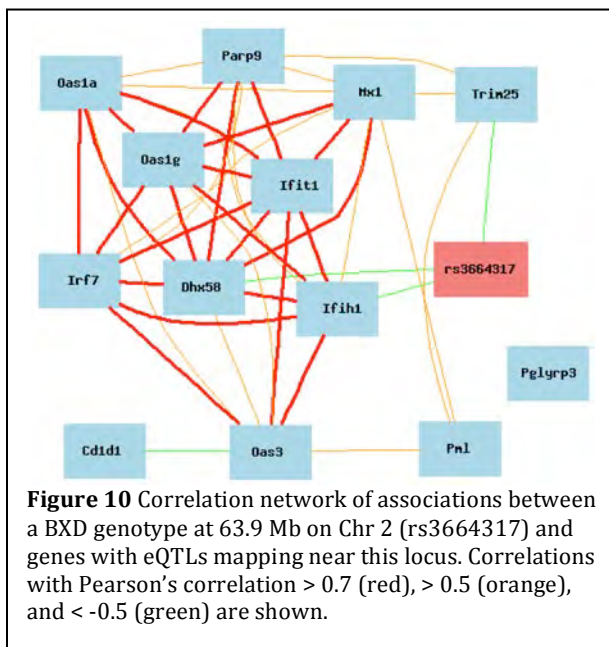 Parp9
Oas1a
Mx1
Trim25
Oas1g
Ifit1
rs3664317
Irf7
Dhx58
Ifih1
Pglyrp3
Cd1d1
Oas3
Pml
Figure 10 Correlation network of associations between
a BXD genotype at 63.9 Mb on Chr 2 (rs3664317) and
genes with eQTLs mapping near this locus. Correlations
with Pearson's correlation > 0.7 (red), > 0.5 (orange),
and < -0.5 (green) are shown.